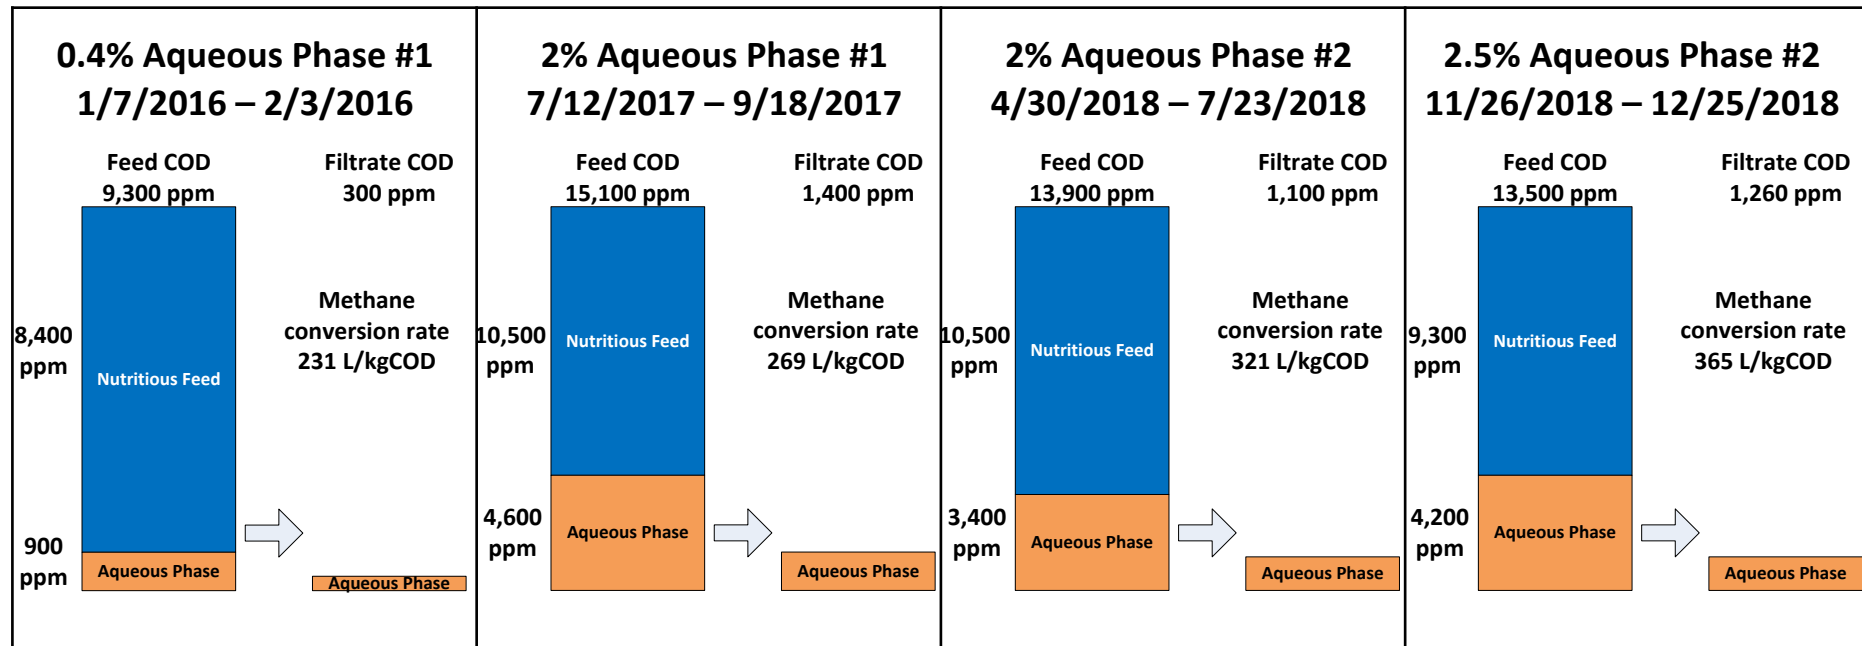 0.4% Aqueous Phase #1
1/7/2016 – 2/3/2016
Feed COD
9,300 ppm
Filtrate COD
300 ppm
Methane
conversion rate
231 L/kgCOD
8,400
ppm
Nutritious Feed
900
ppm
Aqueous Phase
Aqueous Phase
2% Aqueous Phase #1
7/12/2017 – 9/18/2017
Feed COD
15,100 ppm
Filtrate COD
1,400 ppm
Methane
conversion rate
269 L/kgCOD
10,500
ppm
Nutritious Feed
4,600
ppm
Aqueous Phase
Aqueous Phase
2% Aqueous Phase #2
4/30/2018 – 7/23/2018
Feed COD
13,900 ppm
Filtrate COD
1,100 ppm
Methane
conversion rate
321 L/kgCOD
10,500
ppm
Nutritious Feed
3,400
ppm
Aqueous Phase
Aqueous Phase
2.5% Aqueous Phase #2
11/26/2018 – 12/25/2018
Feed COD
13,500 ppm
Filtrate COD
1,260 ppm
Methane
conversion rate
365 L/kgCOD
9,300
ppm
Nutritious Feed
4,200
ppm
Aqueous Phase
Aqueous Phase